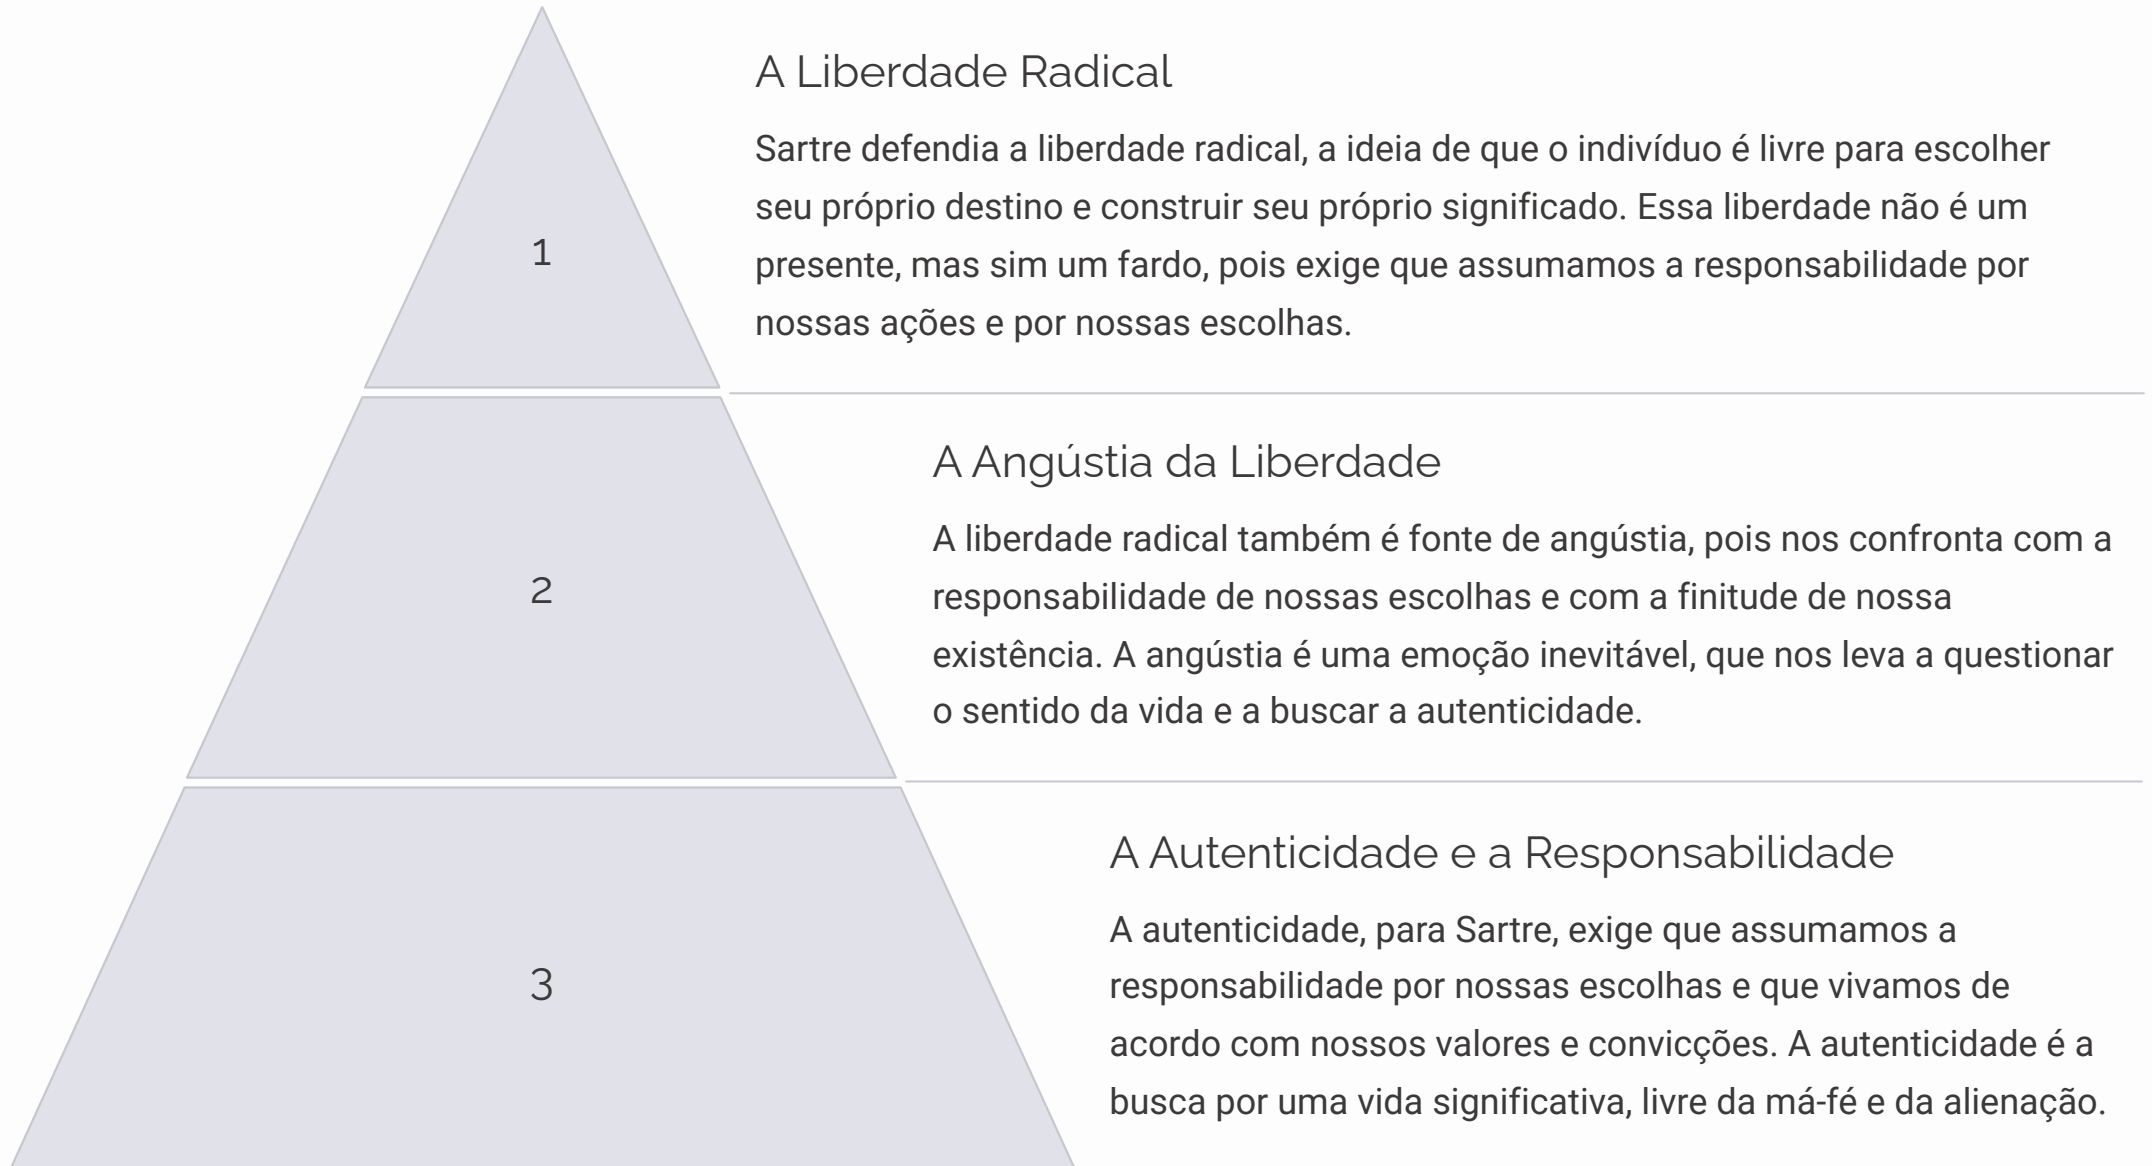 A Liberdade Radical
Sartre defendia a liberdade radical, a ideia de que o indivíduo é livre para escolher
seu próprio destino e construir seu próprio significado. Essa liberdade não é um
presente, mas sim um fardo, pois exige que assumamos a responsabilidade por
nossas ações e por nossas escolhas.
1
A Angústia da Liberdade
A liberdade radical também é fonte de angústia, pois nos confronta com a
responsabilidade de nossas escolhas e com a finitude de nossa
existência. A angústia é uma emoção inevitável, que nos leva a questionar
o sentido da vida e a buscar a autenticidade.
2
A Autenticidade e a Responsabilidade
A autenticidade, para Sartre, exige que assumamos a
responsabilidade por nossas escolhas e que vivamos de
acordo com nossos valores e convicções. A autenticidade é a
busca por uma vida significativa, livre da má-fé e da alienação.
3